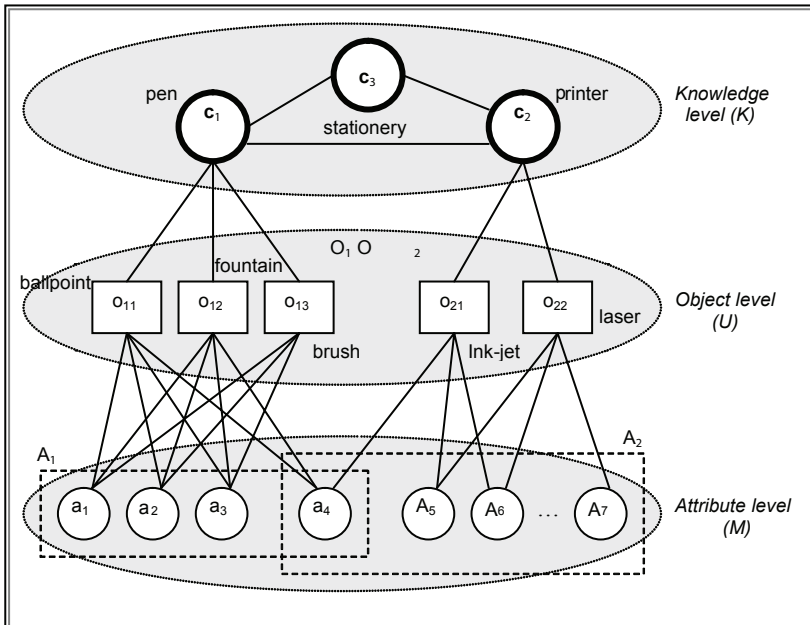 c₃
pen
printer
Knowledge
level (K)
c₁
c₂
stationery
O₁ O ₂
fountain
ballpoint
o₁₁ o₁₂ o₁₃ o₂₁ o₂₂
Object level
(U)
laser
brush
Ink-jet
A₁
A₂
a₁ a₂ a₃ a₄ A₅ A₆ ... A₇
Attribute level
(M)